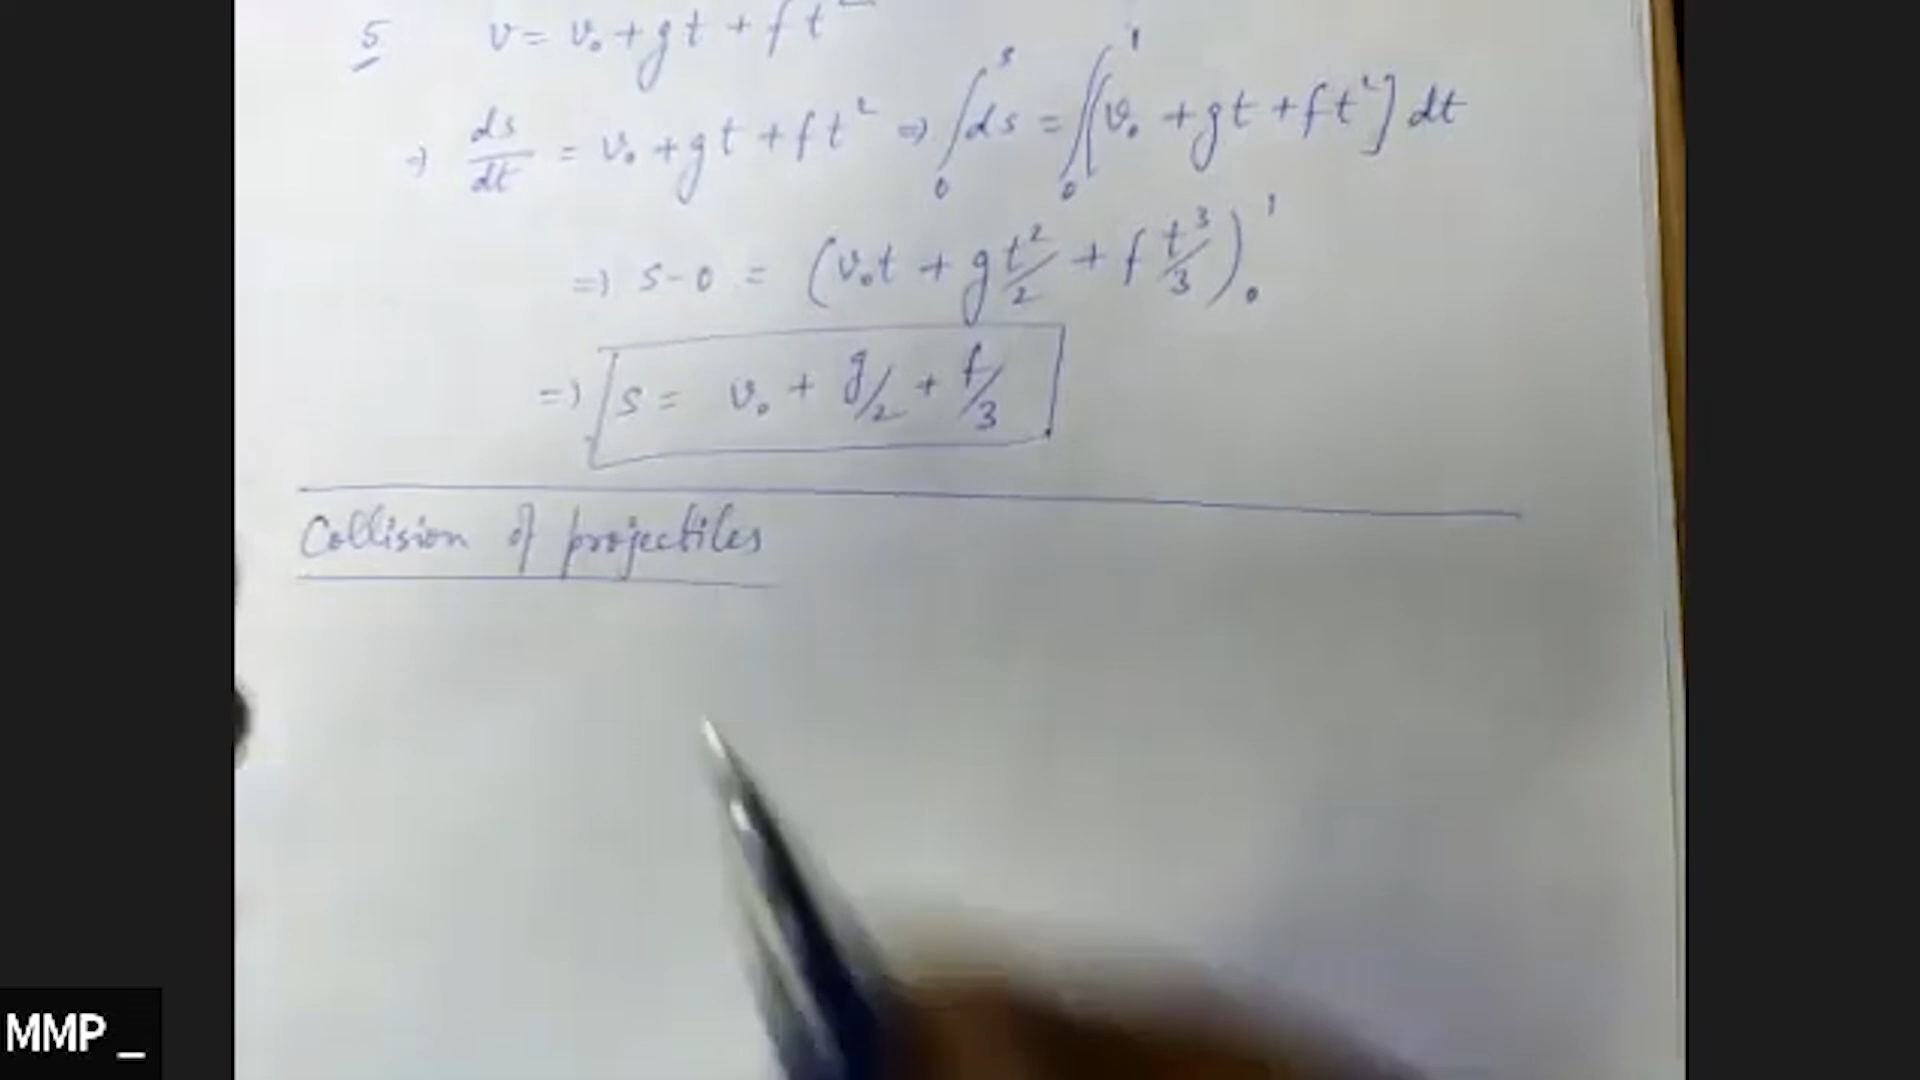 5 v = v₀ + gt + ft²
⇒ ds/dt = v₀ + gt + ft² ⇒ ∫₀ˢ ds = ∫₀¹ [v₀ + gt + ft²] dt
⇒ s-0 = (v₀t + g t²/2 + f t³/3)₀¹
⇒ s = v₀ + g/2 + f/3
Collision of projectiles
MMP _